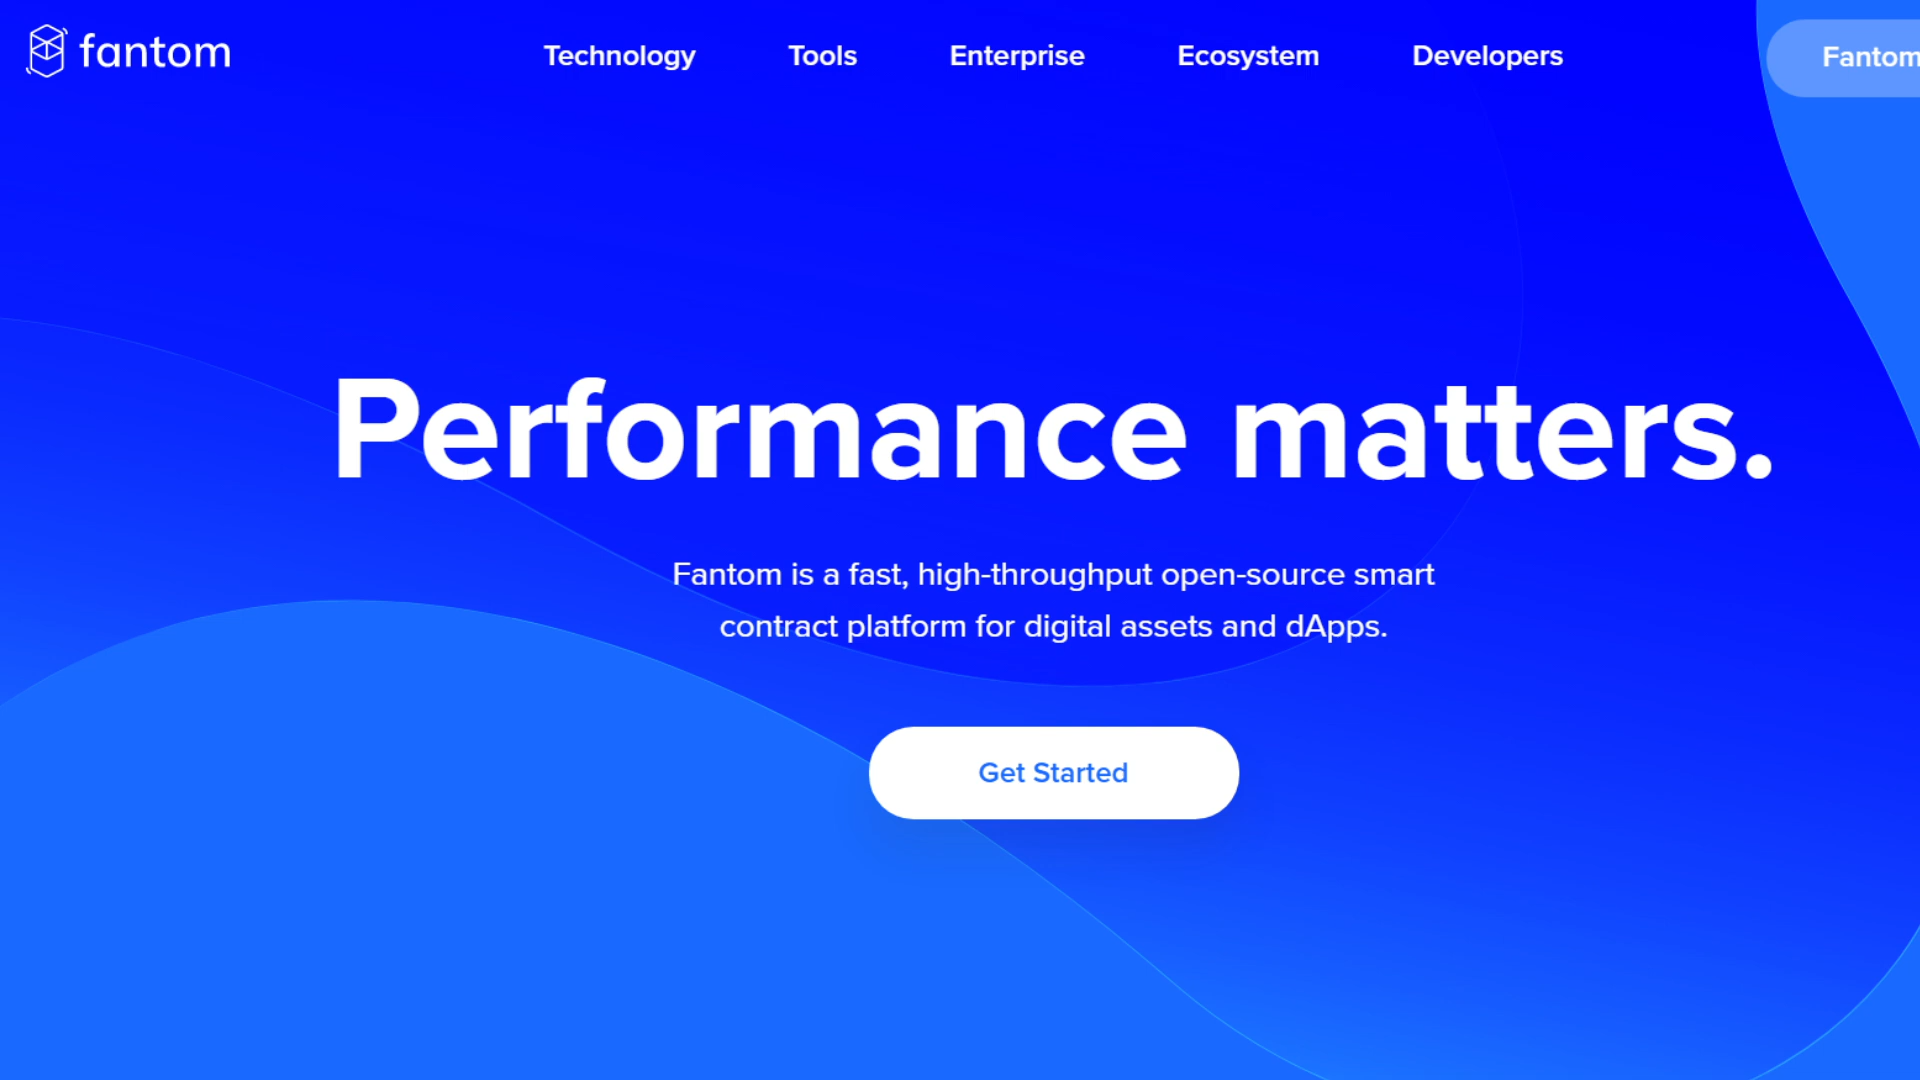 fantom
Technology Tools Enterprise Ecosystem Developers Fantom
Performance matters.
Fantom is a fast, high-throughput open-source smart
contract platform for digital assets and dApps.
Get Started